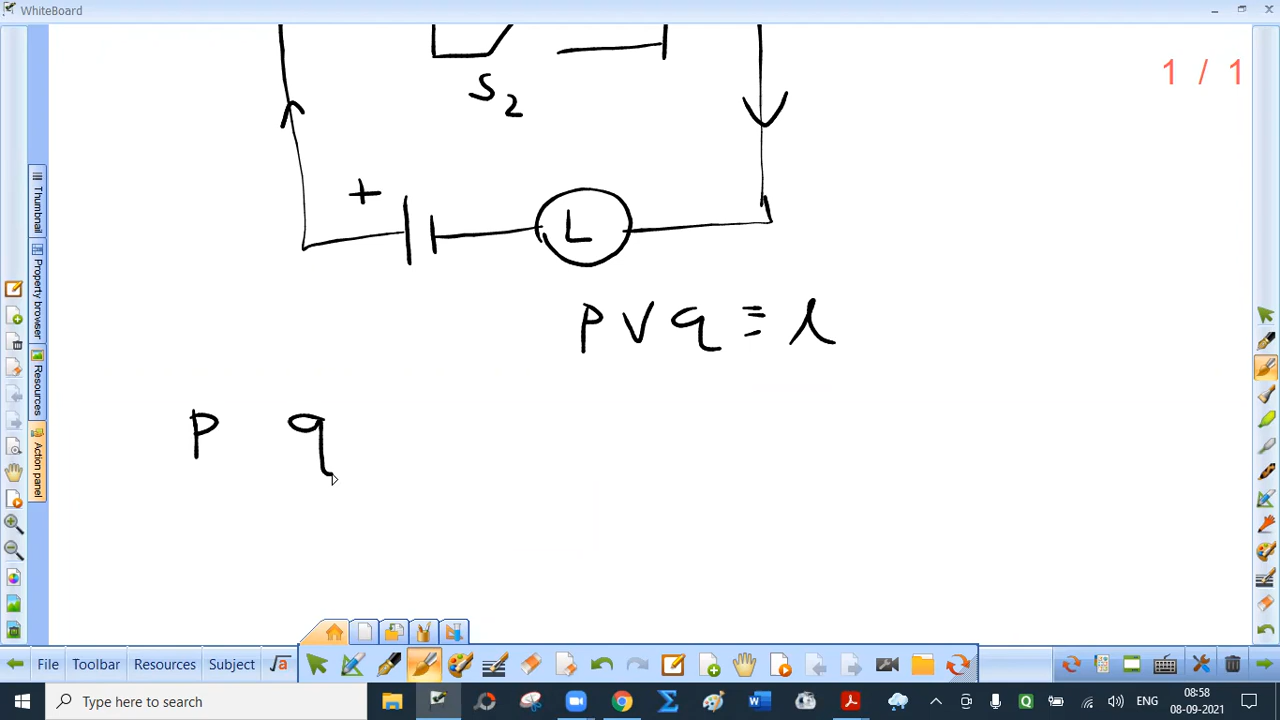 WhiteBoard
1 / 1
S2
+
L
p ∨ q ≡ l
p q
Thumbnail
Property browser
Resources
Action panel
File Toolbar Resources Subject √a
Type here to search
ENG
08:58
08-09-2021